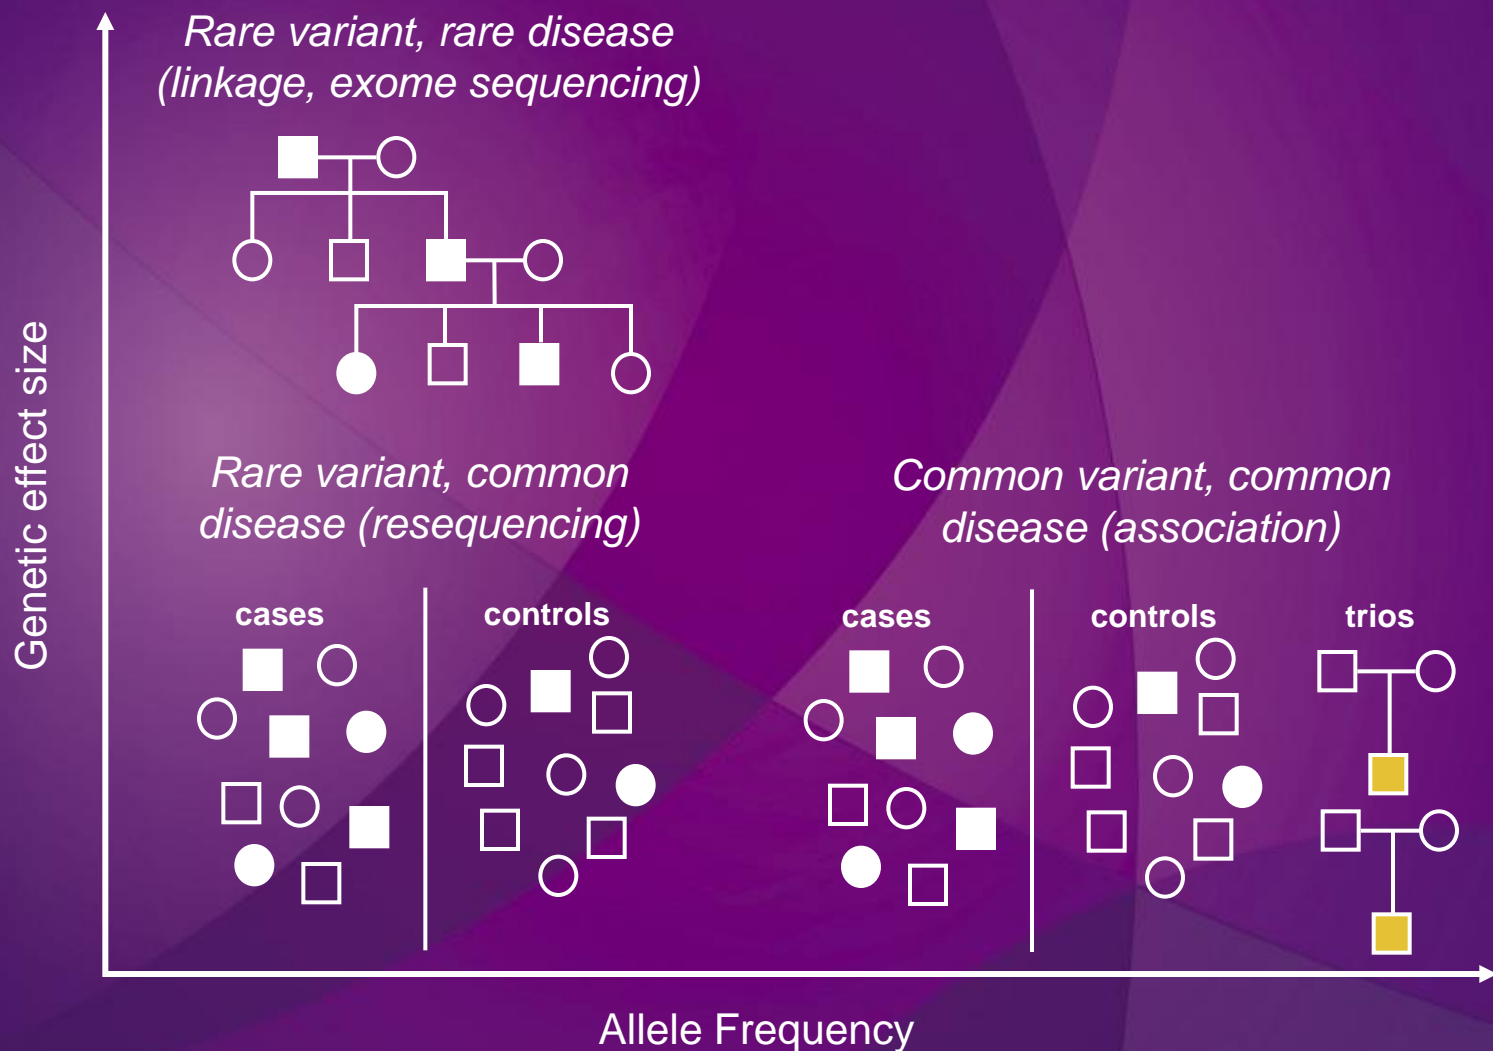 Rare variant, rare disease
(linkage, exome sequencing)
Genetic effect size
Rare variant, common
disease (resequencing)
Common variant, common
disease (association)
cases
controls
cases
controls
trios
Allele Frequency